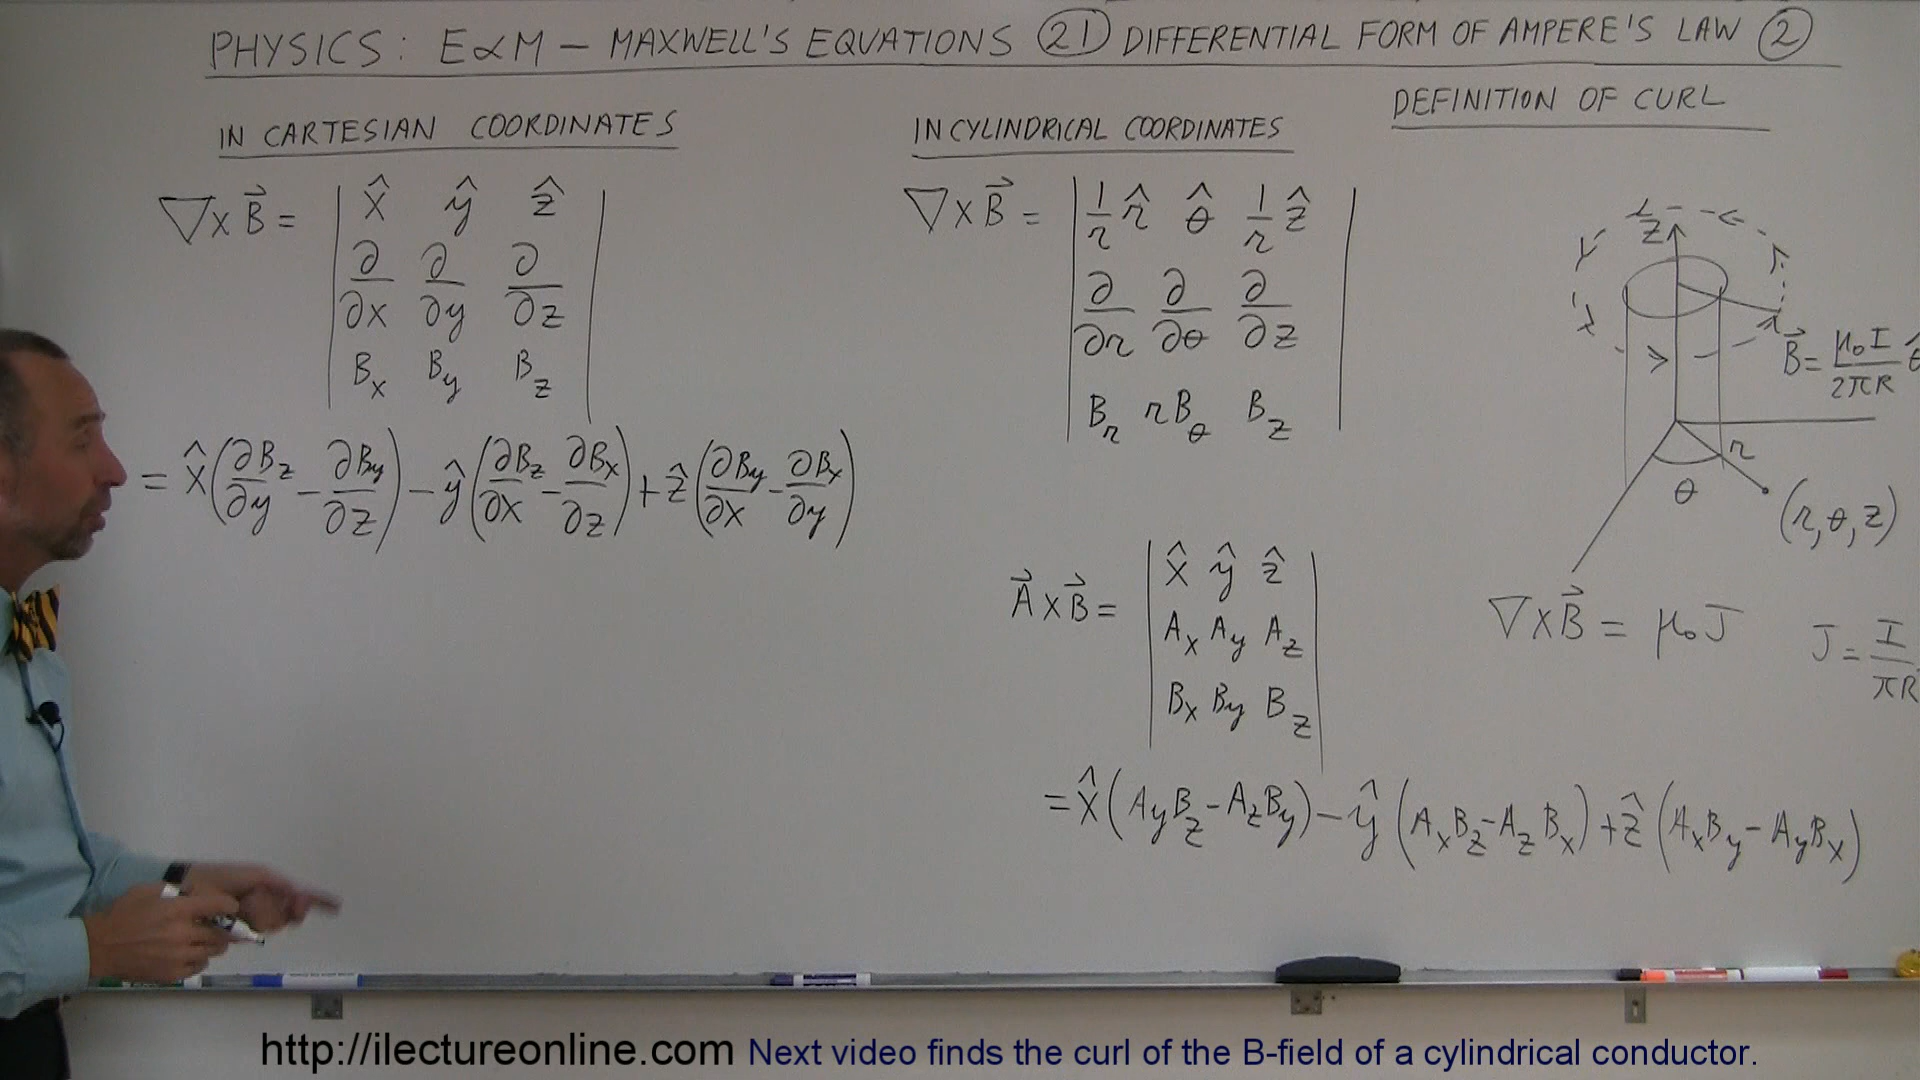 PHYSICS: E&M – MAXWELL'S EQUATIONS (21) DIFFERENTIAL FORM OF AMPERE'S LAW (2)
IN CARTESIAN COORDINATES
∇×B⃗ = | x̂ ŷ ẑ |
| ∂/∂x ∂/∂y ∂/∂z |
| Bx By Bz |
= x̂(∂Bz/∂y – ∂By/∂z) – ŷ(∂Bz/∂x – ∂Bx/∂z) + ẑ(∂By/∂x – ∂Bx/∂y)
IN CYLINDRICAL COORDINATES
∇×B⃗ = | 1/r r̂ θ̂ 1/r ẑ |
| ∂/∂r ∂/∂θ ∂/∂z |
| Br rBθ Bz |
A⃗×B⃗ = | x̂ ŷ ẑ |
| Ax Ay Az |
| Bx By Bz |
= x̂(AyBz – AzBy) – ŷ(AxBz – AzBx) + ẑ(AxBy – AyBx)
DEFINITION OF CURL
z
B⃗ = μ₀I/2πR θ̂
r
θ
(r, θ, z)
∇×B⃗ = μ₀J
J = I/πR
http://ilectureonline.com Next video finds the curl of the B-field of a cylindrical conductor.